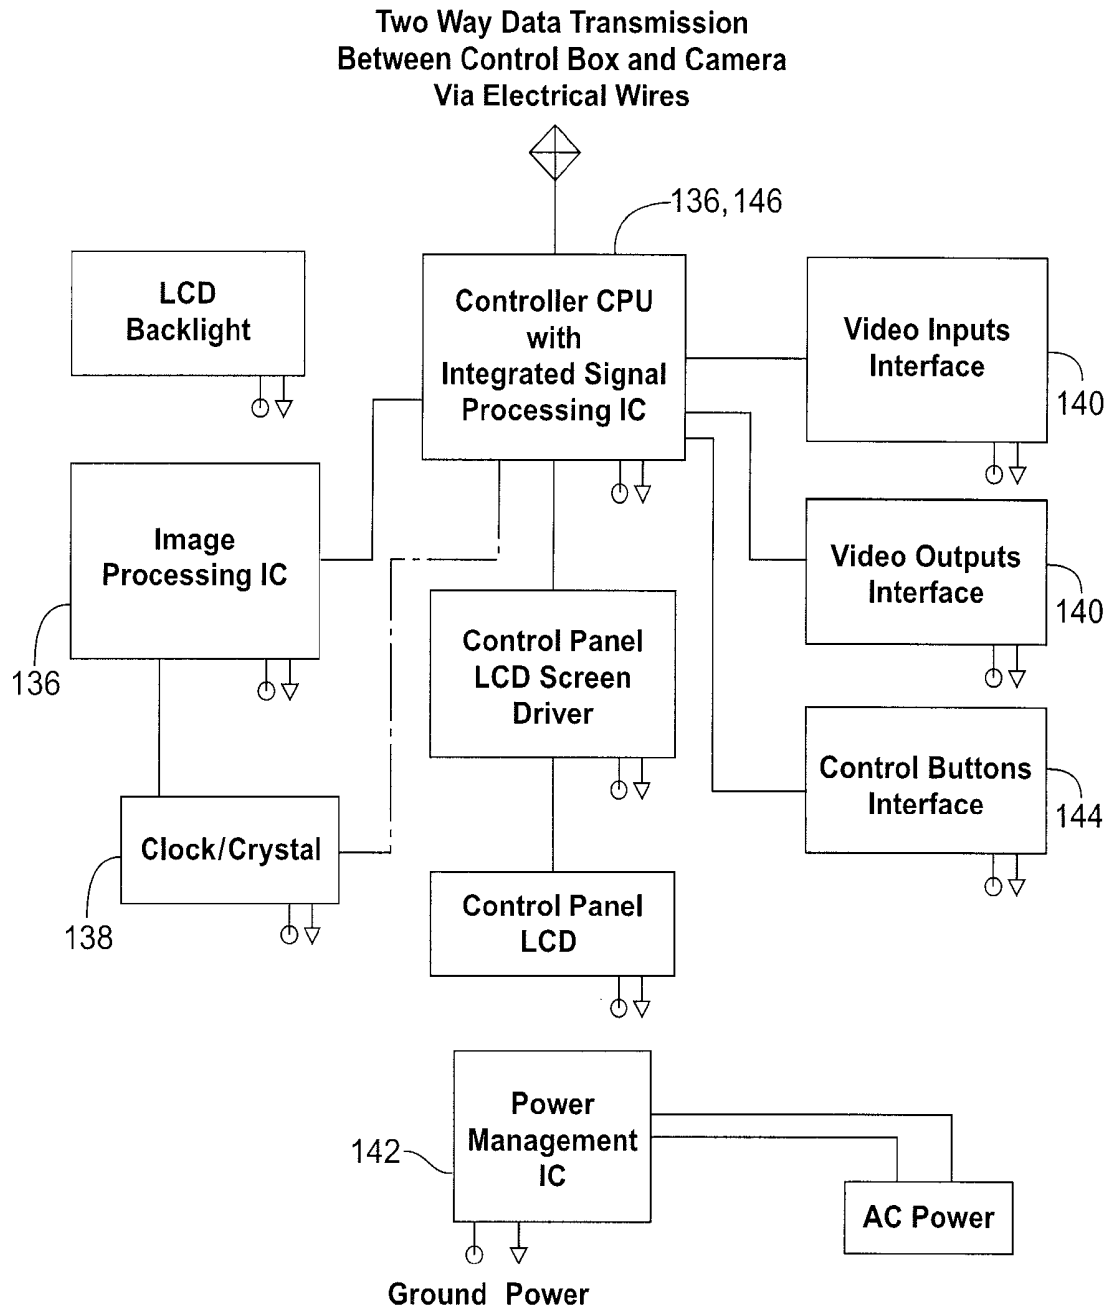 Two Way Data Transmission
Between Control Box and Camera
Via Electrical Wires
136, 146
LCD
Backlight
Controller CPU
with
Integrated Signal
Processing IC
Video Inputs
Interface
140
Image
Processing IC
136
Video Outputs
Interface
140
Control Panel
LCD Screen
Driver
Control Buttons
Interface
144
Clock/Crystal
138
Control Panel
LCD
Power
Management
IC
142
AC Power
Ground Power